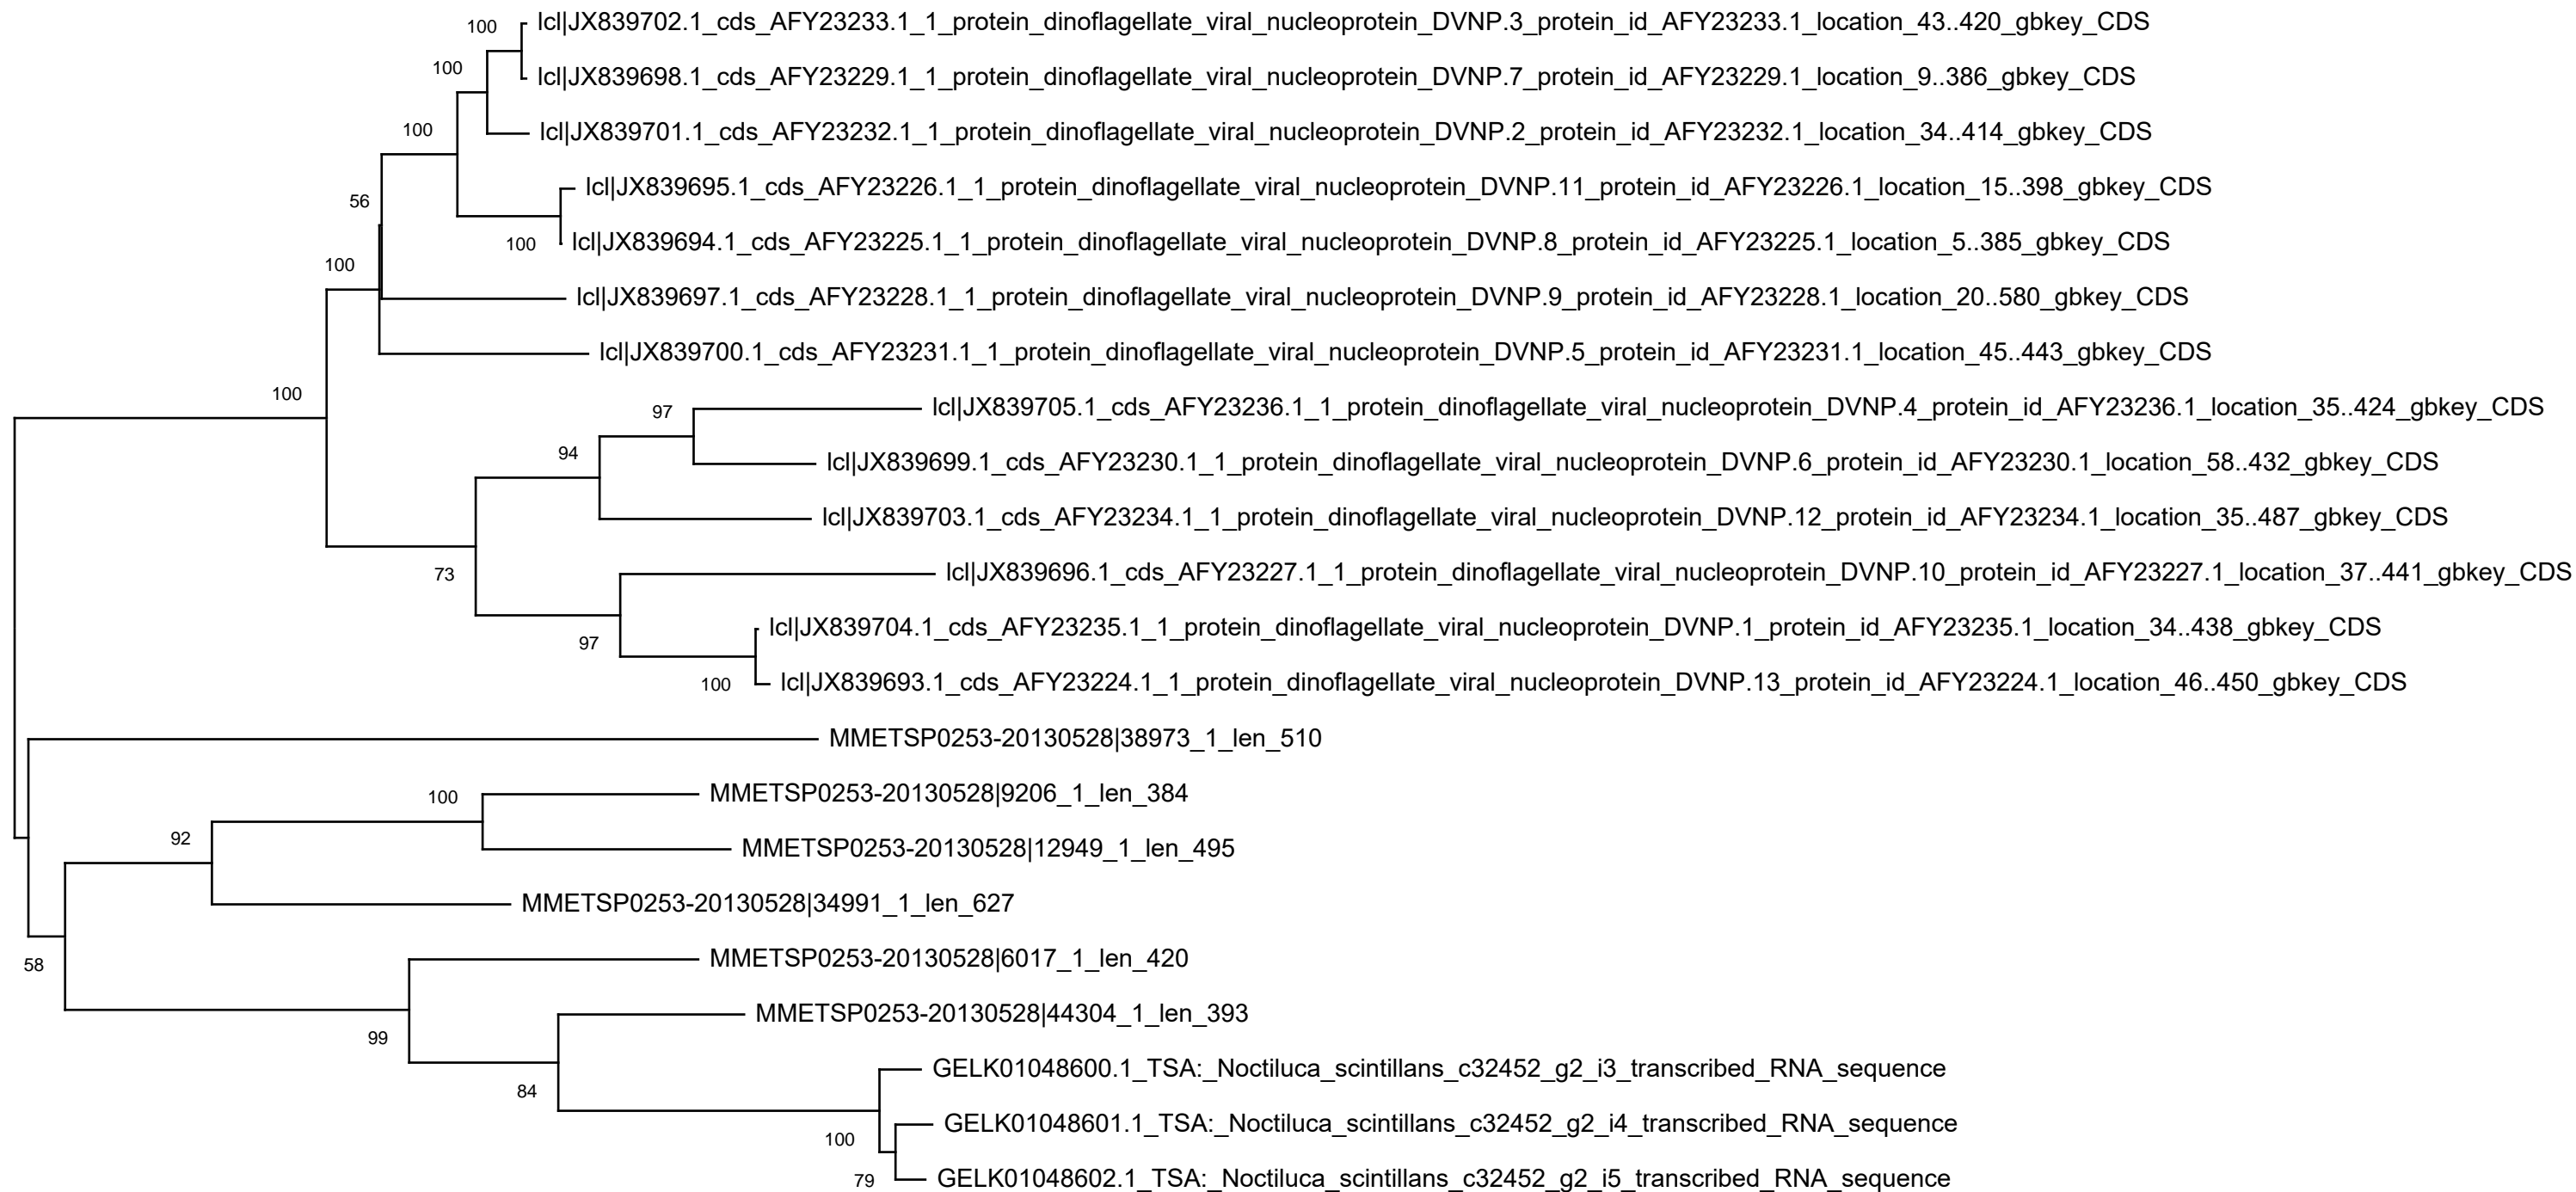 100
lcl|JX839702.1_cds_AFY23233.1_1_protein_dinoflagellate_viral_nucleoprotein_DVNP.3_protein_id_AFY23233.1_location_43..420_gbkey_CDS
100
lcl|JX839698.1_cds_AFY23229.1_1_protein_dinoflagellate_viral_nucleoprotein_DVNP.7_protein_id_AFY23229.1_location_9..386_gbkey_CDS
100
lcl|JX839701.1_cds_AFY23232.1_1_protein_dinoflagellate_viral_nucleoprotein_DVNP.2_protein_id_AFY23232.1_location_34..414_gbkey_CDS
lcl|JX839695.1_cds_AFY23226.1_1_protein_dinoflagellate_viral_nucleoprotein_DVNP.11_protein_id_AFY23226.1_location_15..398_gbkey_CDS
56
100
lcl|JX839694.1_cds_AFY23225.1_1_protein_dinoflagellate_viral_nucleoprotein_DVNP.8_protein_id_AFY23225.1_location_5..385_gbkey_CDS
100
lcl|JX839697.1_cds_AFY23228.1_1_protein_dinoflagellate_viral_nucleoprotein_DVNP.9_protein_id_AFY23228.1_location_20..580_gbkey_CDS
lcl|JX839700.1_cds_AFY23231.1_1_protein_dinoflagellate_viral_nucleoprotein_DVNP.5_protein_id_AFY23231.1_location_45..443_gbkey_CDS
100
97
lcl|JX839705.1_cds_AFY23236.1_1_protein_dinoflagellate_viral_nucleoprotein_DVNP.4_protein_id_AFY23236.1_location_35..424_gbkey_CDS
94
lcl|JX839699.1_cds_AFY23230.1_1_protein_dinoflagellate_viral_nucleoprotein_DVNP.6_protein_id_AFY23230.1_location_58..432_gbkey_CDS
lcl|JX839703.1_cds_AFY23234.1_1_protein_dinoflagellate_viral_nucleoprotein_DVNP.12_protein_id_AFY23234.1_location_35..487_gbkey_CDS
73
lcl|JX839696.1_cds_AFY23227.1_1_protein_dinoflagellate_viral_nucleoprotein_DVNP.10_protein_id_AFY23227.1_location_37..441_gbkey_CDS
97
lcl|JX839704.1_cds_AFY23235.1_1_protein_dinoflagellate_viral_nucleoprotein_DVNP.1_protein_id_AFY23235.1_location_34..438_gbkey_CDS
100
lcl|JX839693.1_cds_AFY23224.1_1_protein_dinoflagellate_viral_nucleoprotein_DVNP.13_protein_id_AFY23224.1_location_46..450_gbkey_CDS
MMETSP0253-20130528|38973_1_len_510
100
MMETSP0253-20130528|9206_1_len_384
92
MMETSP0253-20130528|12949_1_len_495
MMETSP0253-20130528|34991_1_len_627
58
MMETSP0253-20130528|6017_1_len_420
99
MMETSP0253-20130528|44304_1_len_393
84
GELK01048600.1_TSA:_Noctiluca_scintillans_c32452_g2_i3_transcribed_RNA_sequence
100
GELK01048601.1_TSA:_Noctiluca_scintillans_c32452_g2_i4_transcribed_RNA_sequence
79
GELK01048602.1_TSA:_Noctiluca_scintillans_c32452_g2_i5_transcribed_RNA_sequence